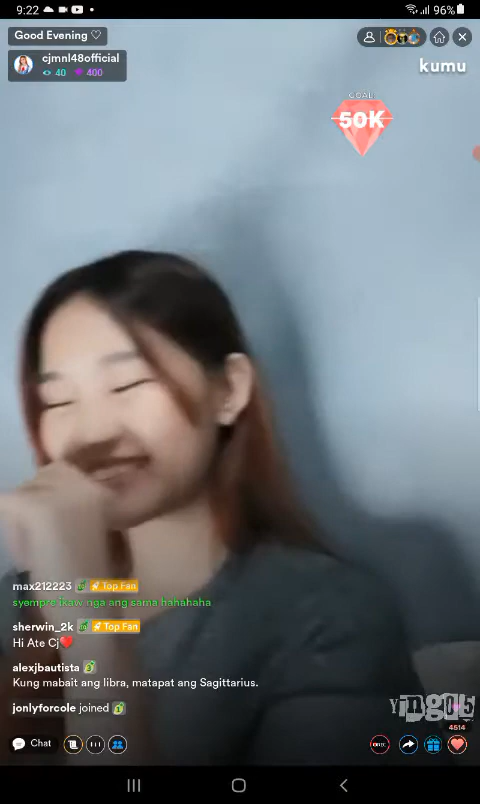 9:22
96%
Good Evening ♡
cjmnl48official
40 400
kumu
GOAL
50K
max212223 Top Fan
syempre ikaw nga ang sama hahahaha
sherwin_2k Top Fan
Hi Ate Cj❤️
alexjbautista 3
Kung mabait ang libra, matapat ang Sagittarius.
jonlyforcole joined 1
4514
Chat